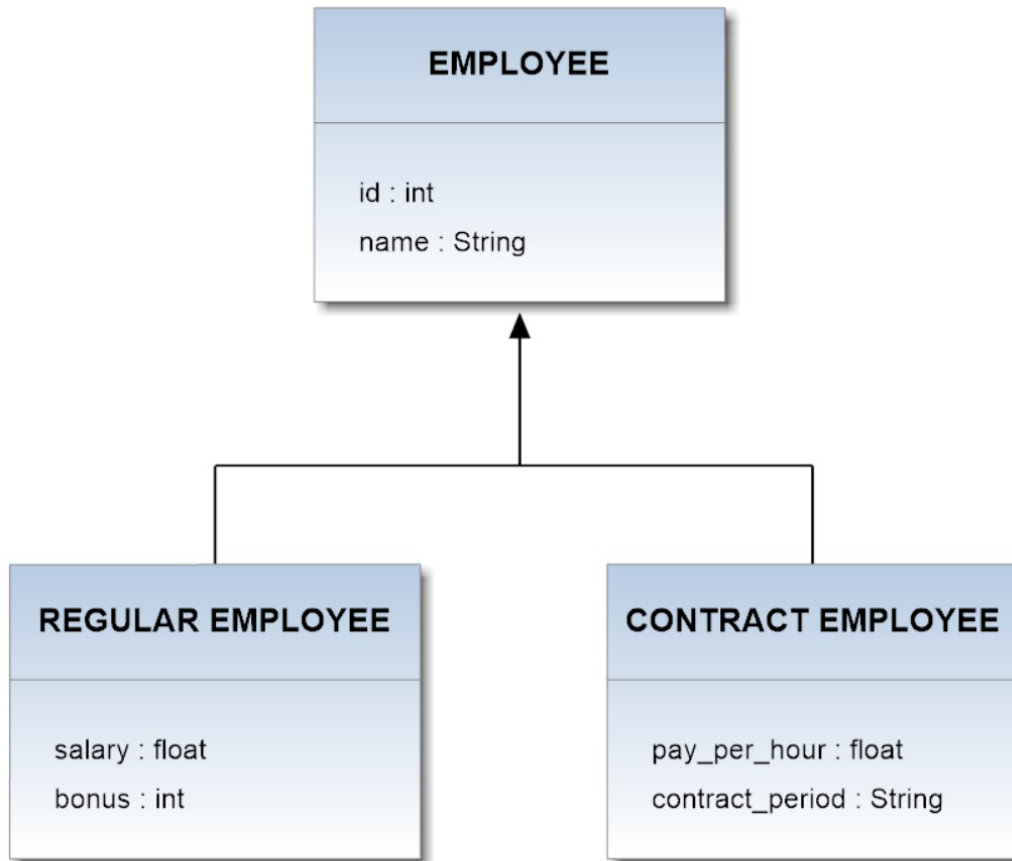 EMPLOYEE
id : int
name : String
REGULAR EMPLOYEE
salary : float
bonus : int
CONTRACT EMPLOYEE
pay_per_hour : float
contract_period : String